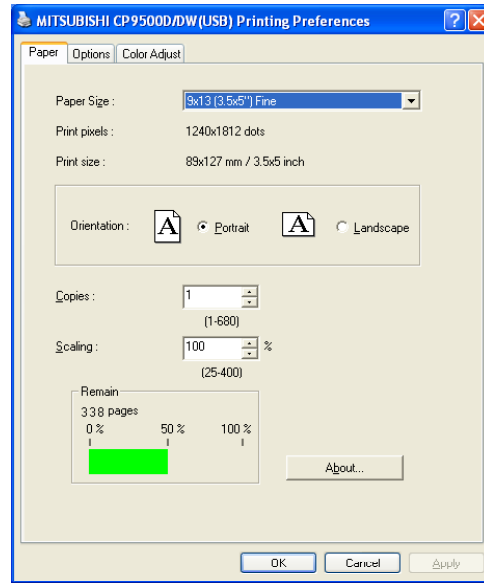 MITSUBISHI CP9500D/DW(USB) Printing Preferences
Paper Options Color Adjust
Paper Size : 9x13 (3.5x5") Fine
Print pixels : 1240x1812 dots
Print size : 89x127 mm / 3.5x5 inch
Orientation : A Portrait A Landscape
Copies : 1
(1-680)
Scaling : 100 %
(25-400)
Remain
338 pages
0 % 50 % 100 %
About...
OK Cancel Apply